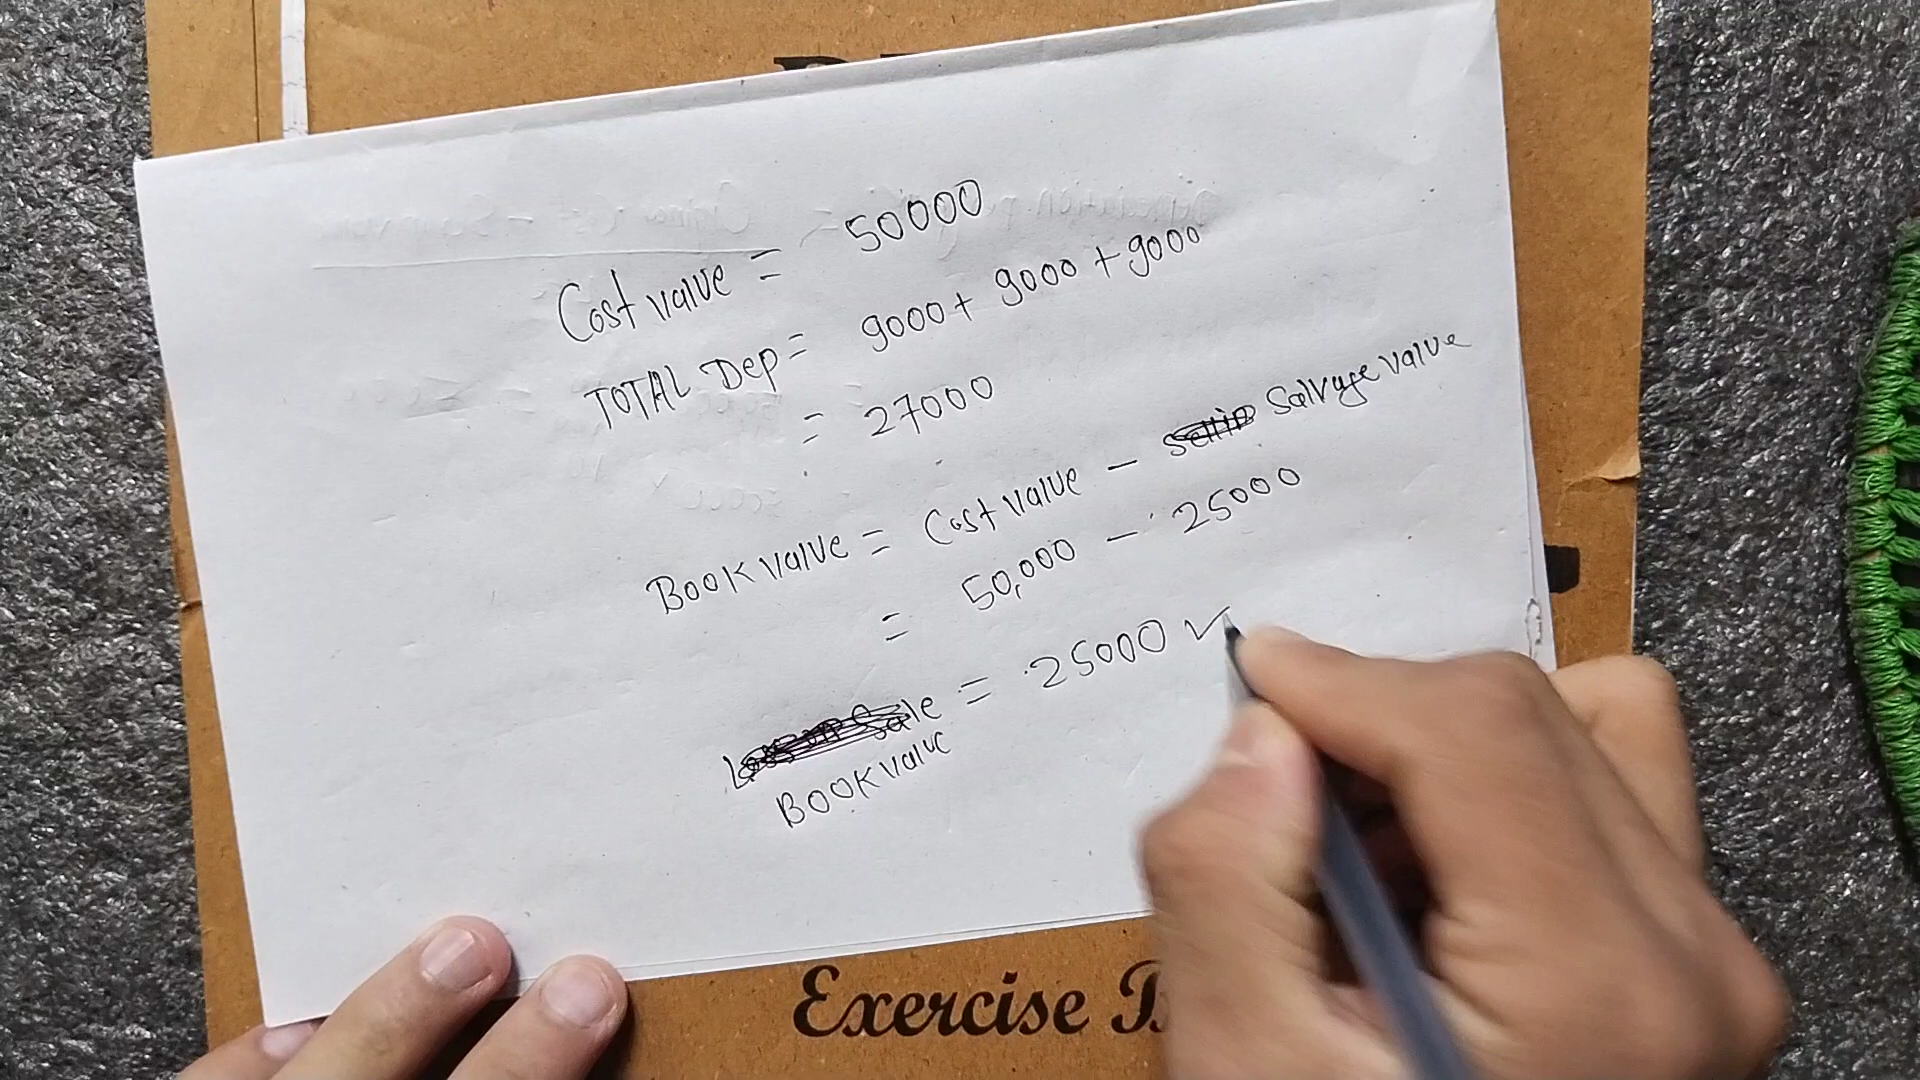 Cost value = 50000
TOTAL Dep = 9000 + 9000 + 9000
= 27000
Book value = Cost value - Salvage value
= 50,000 - 25000
= 25000 ✓
Book value
Exercise